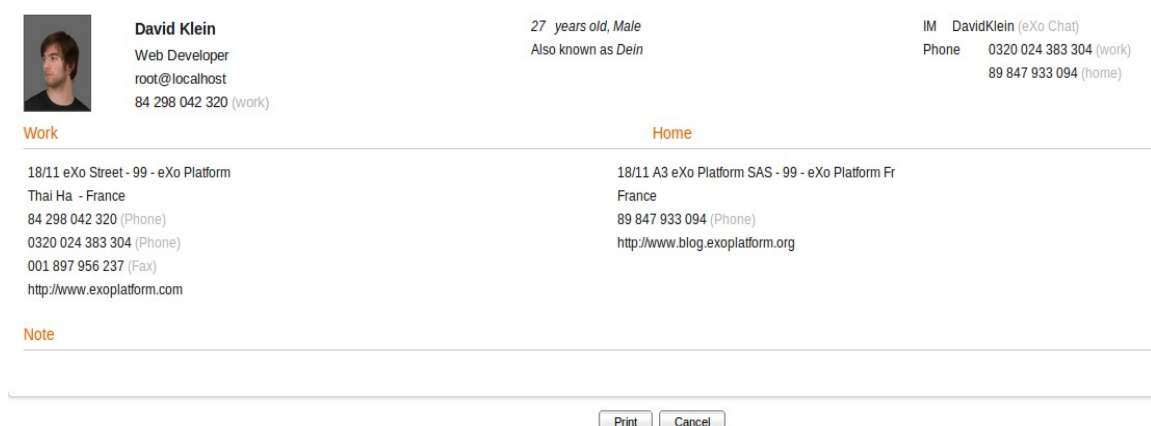 David Klein
Web Developer
root@localhost
84 298 042 320 (work)
27 years old, Male
Also known as Dein
IM DavidKlein (eXo Chat)
Phone 0320 024 383 304 (work)
89 847 933 094 (home)
Work
18/11 eXo Street - 99 - eXo Platform
Thai Ha - France
84 298 042 320 (Phone)
0320 024 383 304 (Phone)
001 897 956 237 (Fax)
http://www.exoplatform.com
Home
18/11 A3 eXo Platform SAS - 99 - eXo Platform Fr
France
89 847 933 094 (Phone)
http://www.blog.exoplatform.org
Note
Print Cancel